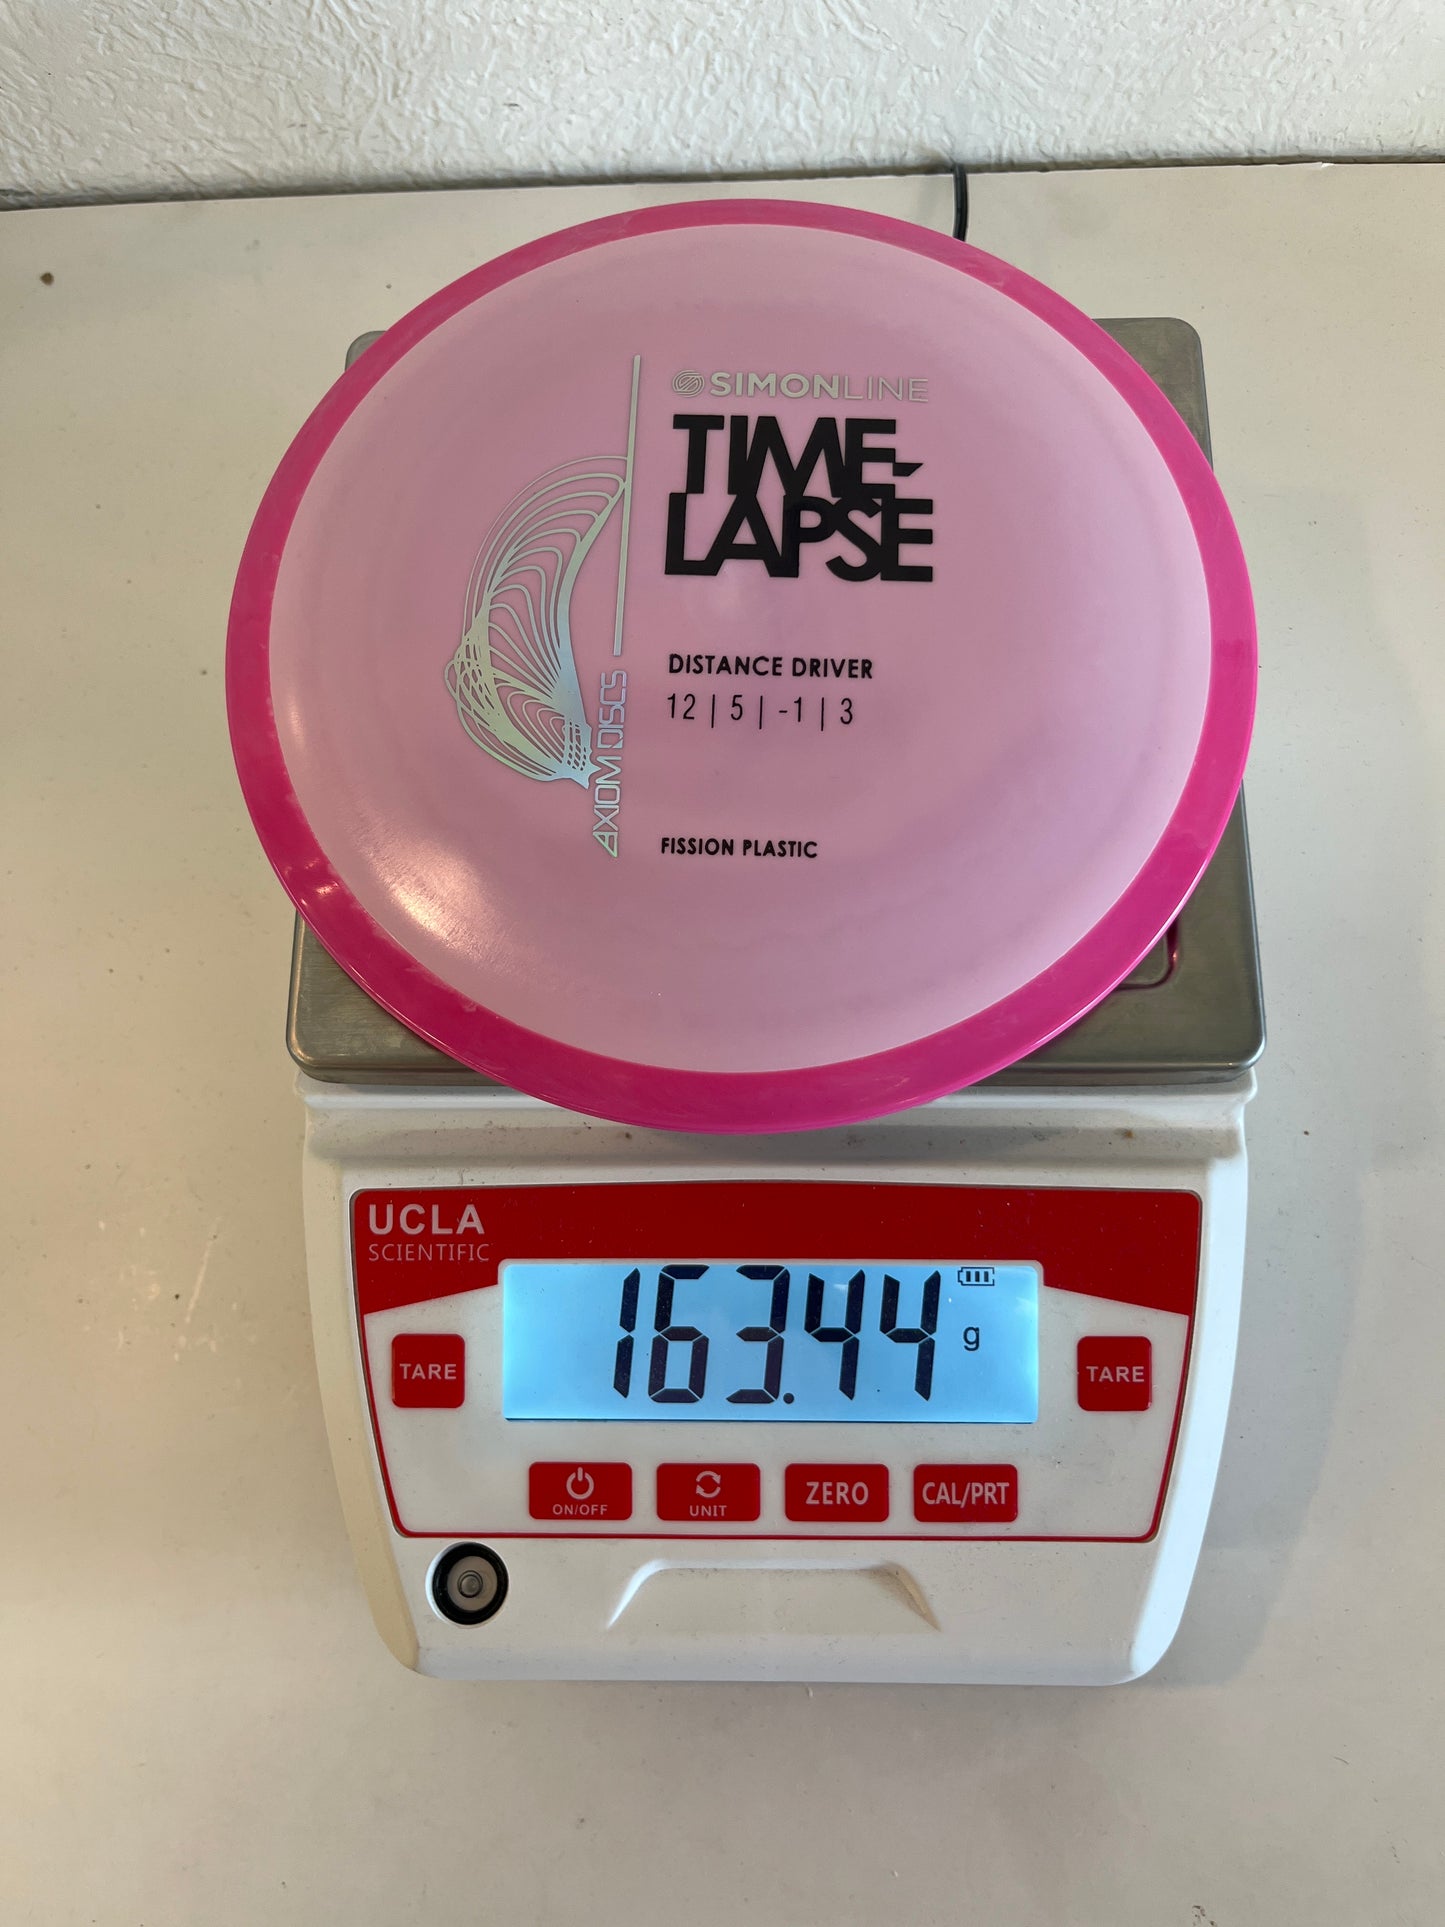 SIMONLINE
TIME-
LAPSE
DISTANCE DRIVER
12 | 5 | -1 | 3
AXIOM DISCS
FISSION PLASTIC
UCLA
SCIENTIFIC
163.44 g
TARE
TARE
ON/OFF
UNIT
ZERO
CAL/PRT